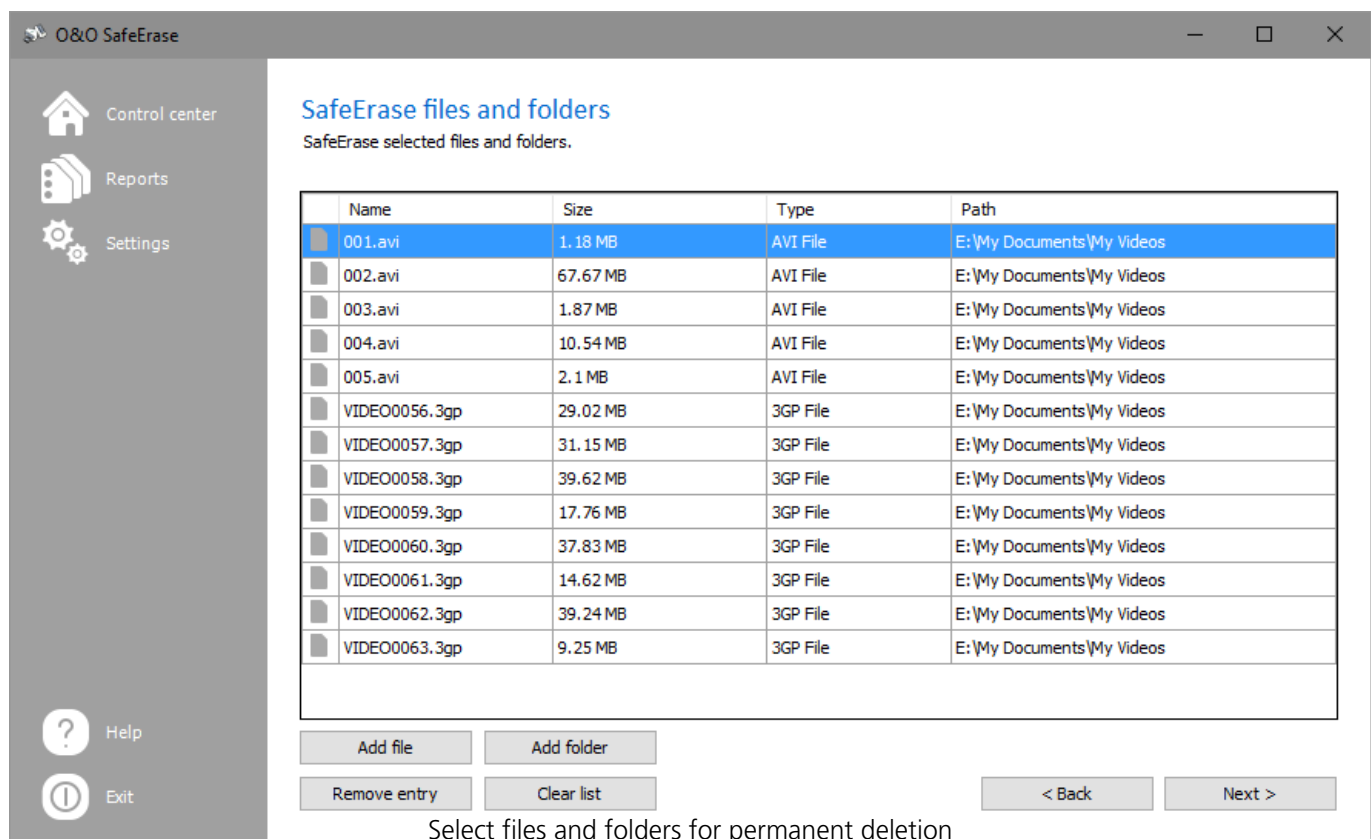 O&O SafeErase
Control center
Reports
Settings
Help
Exit
SafeErase files and folders
SafeErase selected files and folders.
Name Size Type Path
001.avi 1.18 MB AVI File E:\My Documents\My Videos
002.avi 67.67 MB AVI File E:\My Documents\My Videos
003.avi 1.87 MB AVI File E:\My Documents\My Videos
004.avi 10.54 MB AVI File E:\My Documents\My Videos
005.avi 2.1 MB AVI File E:\My Documents\My Videos
VIDEO0056.3gp 29.02 MB 3GP File E:\My Documents\My Videos
VIDEO0057.3gp 31.15 MB 3GP File E:\My Documents\My Videos
VIDEO0058.3gp 39.62 MB 3GP File E:\My Documents\My Videos
VIDEO0059.3gp 17.76 MB 3GP File E:\My Documents\My Videos
VIDEO0060.3gp 37.83 MB 3GP File E:\My Documents\My Videos
VIDEO0061.3gp 14.62 MB 3GP File E:\My Documents\My Videos
VIDEO0062.3gp 39.24 MB 3GP File E:\My Documents\My Videos
VIDEO0063.3gp 9.25 MB 3GP File E:\My Documents\My Videos
Add file Add folder
Remove entry Clear list < Back Next >
Select files and folders for permanent deletion